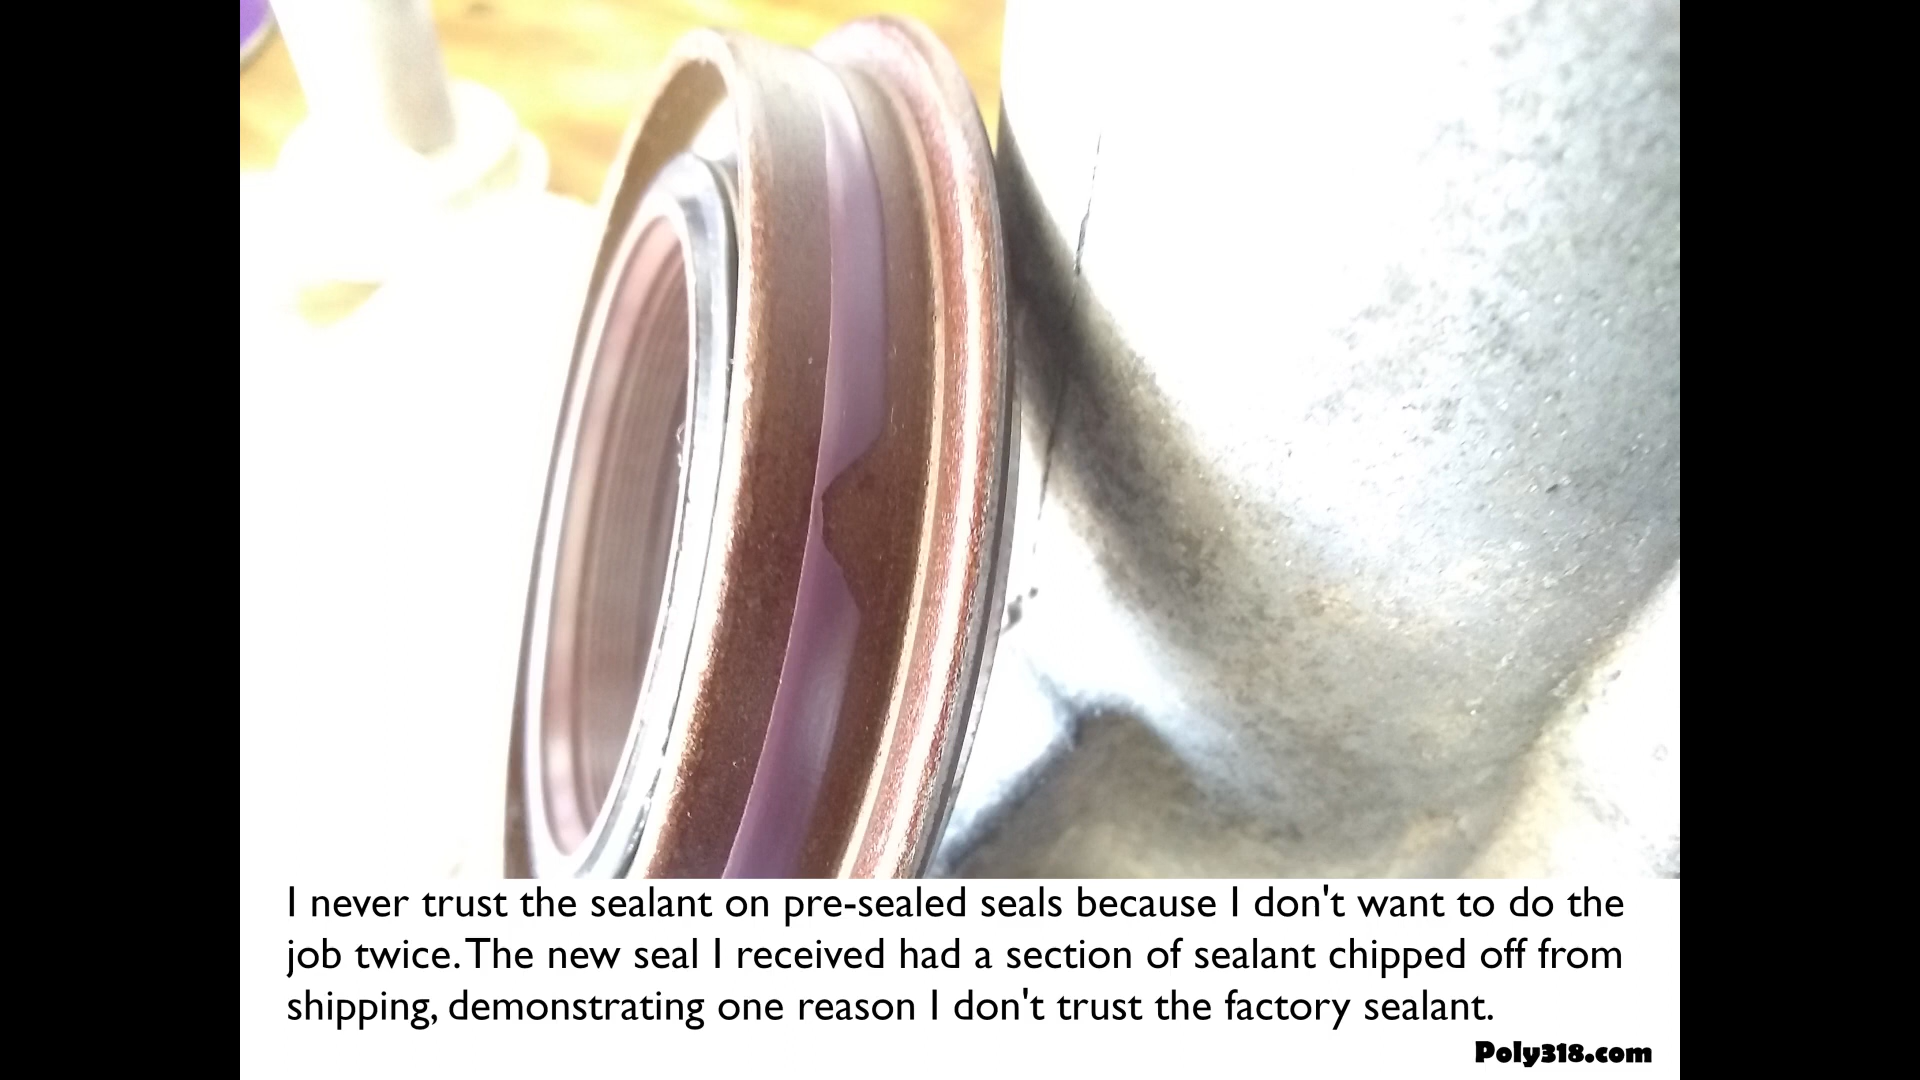 I never trust the sealant on pre-sealed seals because I don't want to do the
job twice. The new seal I received had a section of sealant chipped off from
shipping, demonstrating one reason I don't trust the factory sealant.
Poly318.com